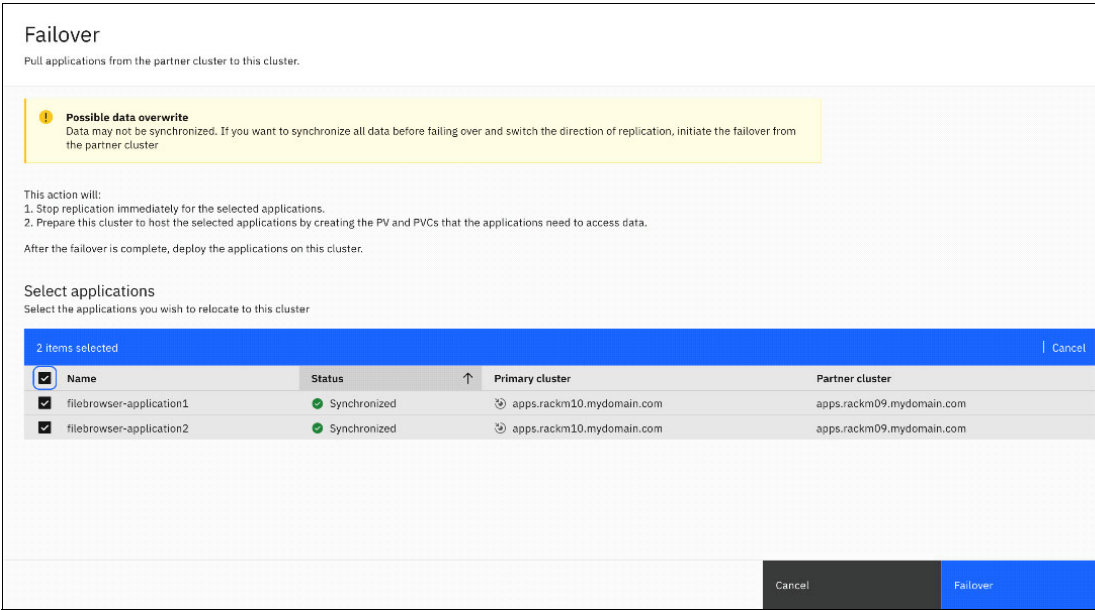 Failover
Pull applications from the partner cluster to this cluster.
Possible data overwrite
Data may not be synchronized. If you want to synchronize all data before failing over and switch the direction of replication, initiate the failover from
the partner cluster
This action will:
1. Stop replication immediately for the selected applications.
2. Prepare this cluster to host the selected applications by creating the PV and PVCs that the applications need to access data.
After the failover is complete, deploy the applications on this cluster.
Select applications
Select the applications you wish to relocate to this cluster
2 items selected Cancel
Name Status Primary cluster Partner cluster
filebrowser-application1 Synchronized apps.rackm10.mydomain.com apps.rackm09.mydomain.com
filebrowser-application2 Synchronized apps.rackm10.mydomain.com apps.rackm09.mydomain.com
Cancel Failover